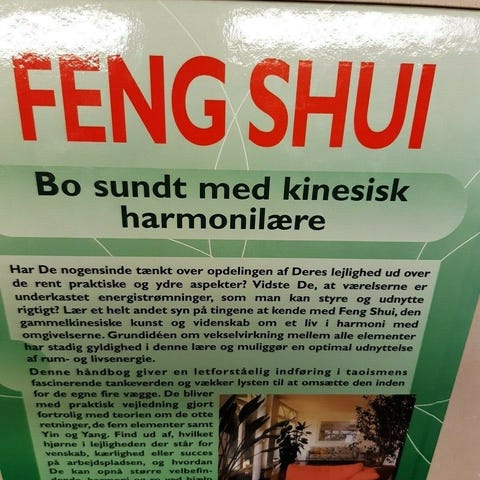 FENG SHUI
Bo sundt med kinesisk
harmonilære
Har De nogensinde tænkt over opdelingen af Deres lejlighed ud over
de rent praktiske og ydre aspekter? Vidste De, at værelserne er
underkastet energistrømninger, som man kan styre og udnytte
rigtigt? Lær et helt andet syn på tingene at kende med Feng Shui, den
gammelkinesiske kunst og videnskab om et liv i harmoni med
omgivelserne. Grundidéen om vekselvirkning mellem alle elementer
har stadig gyldighed i denne lære og muliggør en optimal udnyttelse
af rum- og livsenergie.
Denne håndbog giver en letforståelig indføring i taoismens
fascinerende tankeverden og vækker lysten til at omsætte den inden
for de egne fire vægge. De bliver
med praktisk vejledning gjort
fortrolig med teorien om de otte
retninger, de fem elementer samt
Yin og Yang. Find ud af, hvilket
hjørne i lejligheden der står for
venskab, kærlighed eller succes
på arbejdspladsen, og hvordan
De kan opnå større velbefin-
dende, harmoni og ro ved hjælp